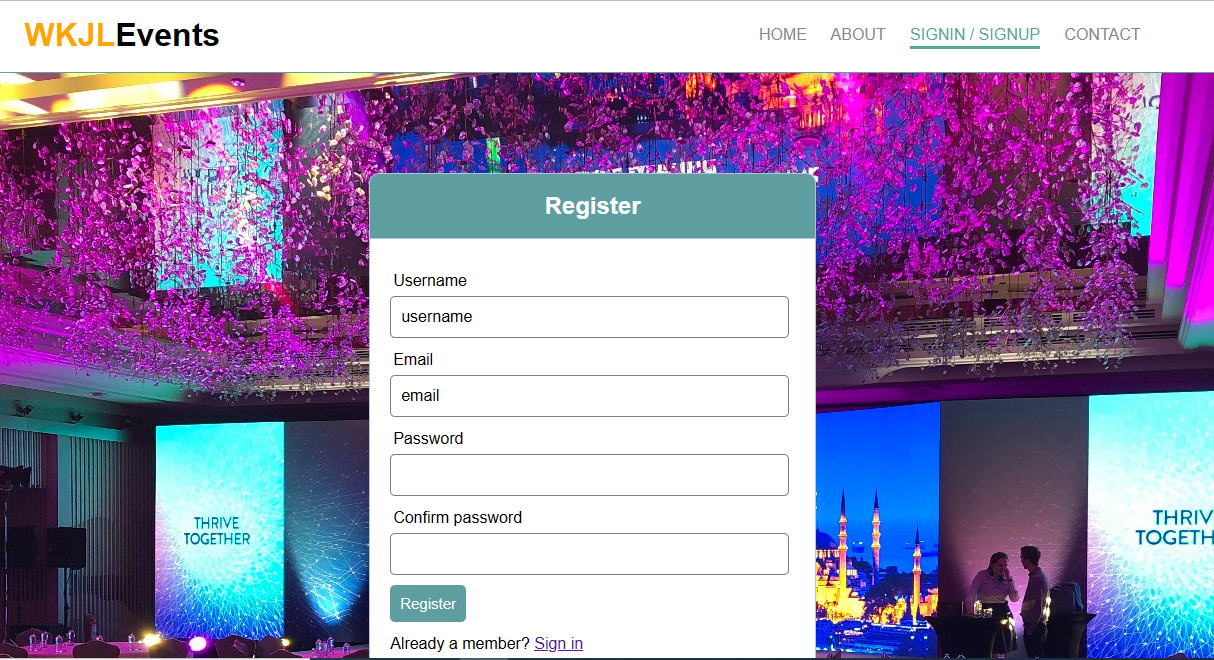 WKJLEvents
HOME ABOUT SIGNIN / SIGNUP CONTACT
Register
Username
username
Email
email
Password
Confirm password
Register
Already a member? Sign in
THRIVE
TOGETHER
THRIV
TOGETH